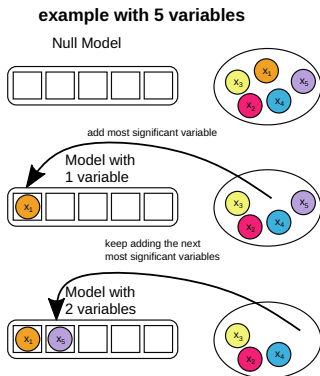 example with 5 variables
Null Model
x1
x3
x5
x2
x4
add most significant variable
Model with
1 variable
x1
x3
x5
x2
x4
keep adding the next
most significant variables
Model with
2 variables
x1
x5
x3
x2
x4